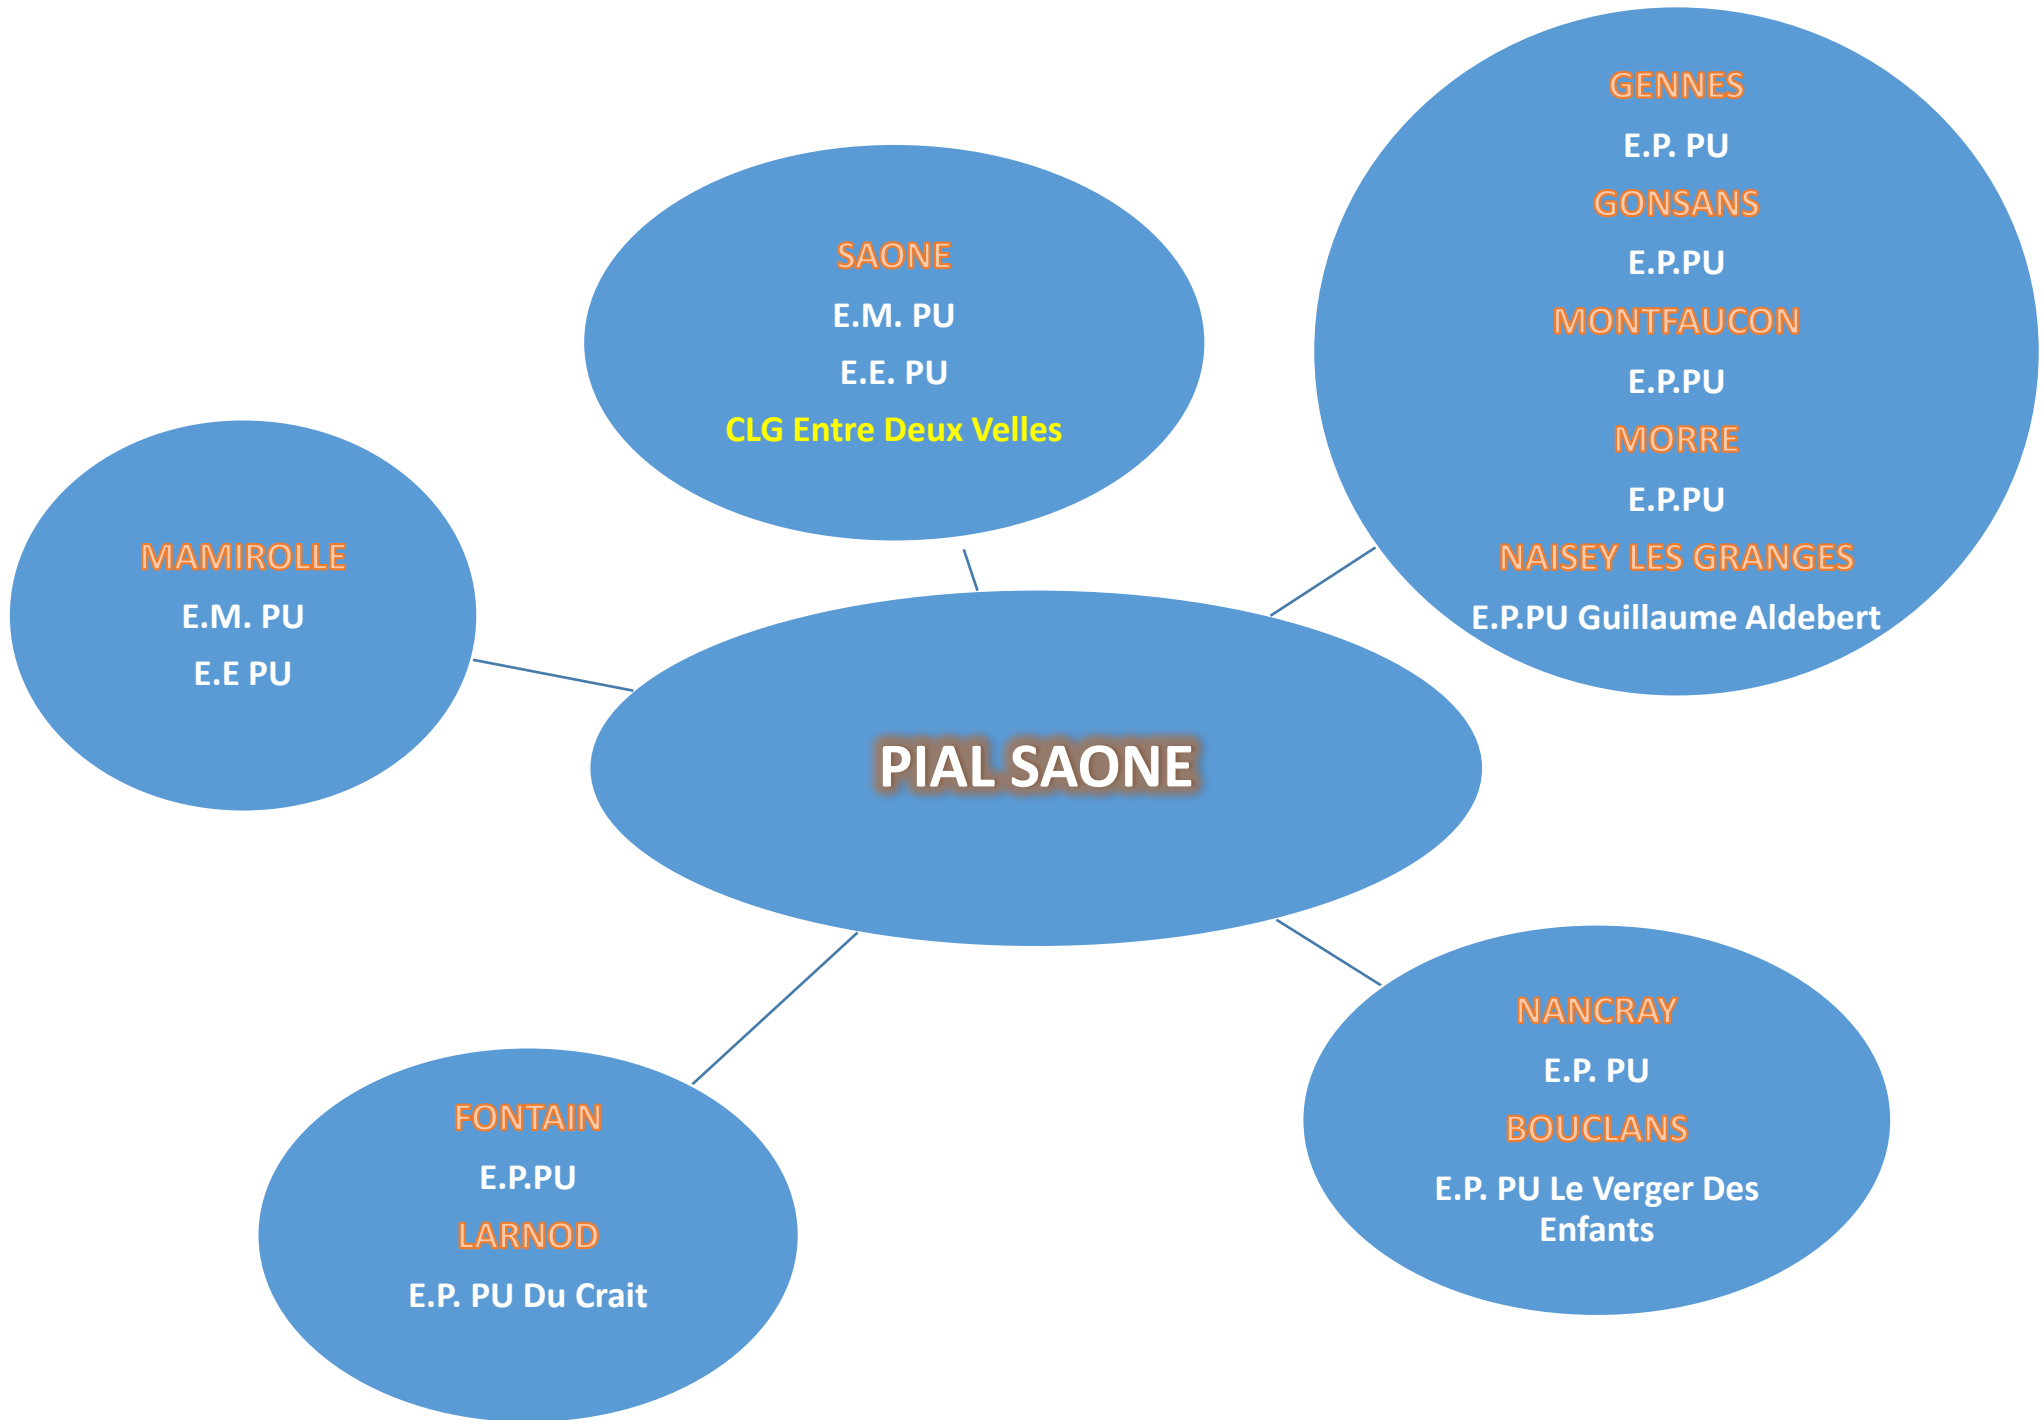 GENNES
E.P. PU
GONSANS
E.P.PU
MONTFAUCON
E.P.PU
MORRE
E.P.PU
NAISEY LES GRANGES
E.P.PU Guillaume Aldebert
SAONE
E.M. PU
E.E. PU
CLG Entre Deux Velles
MAMIROLLE
E.M. PU
E.E PU
PIAL SAONE
NANCRAY
E.P. PU
BOUCLANS
E.P. PU Le Verger Des
Enfants
FONTAIN
E.P.PU
LARNOD
E.P. PU Du Crait